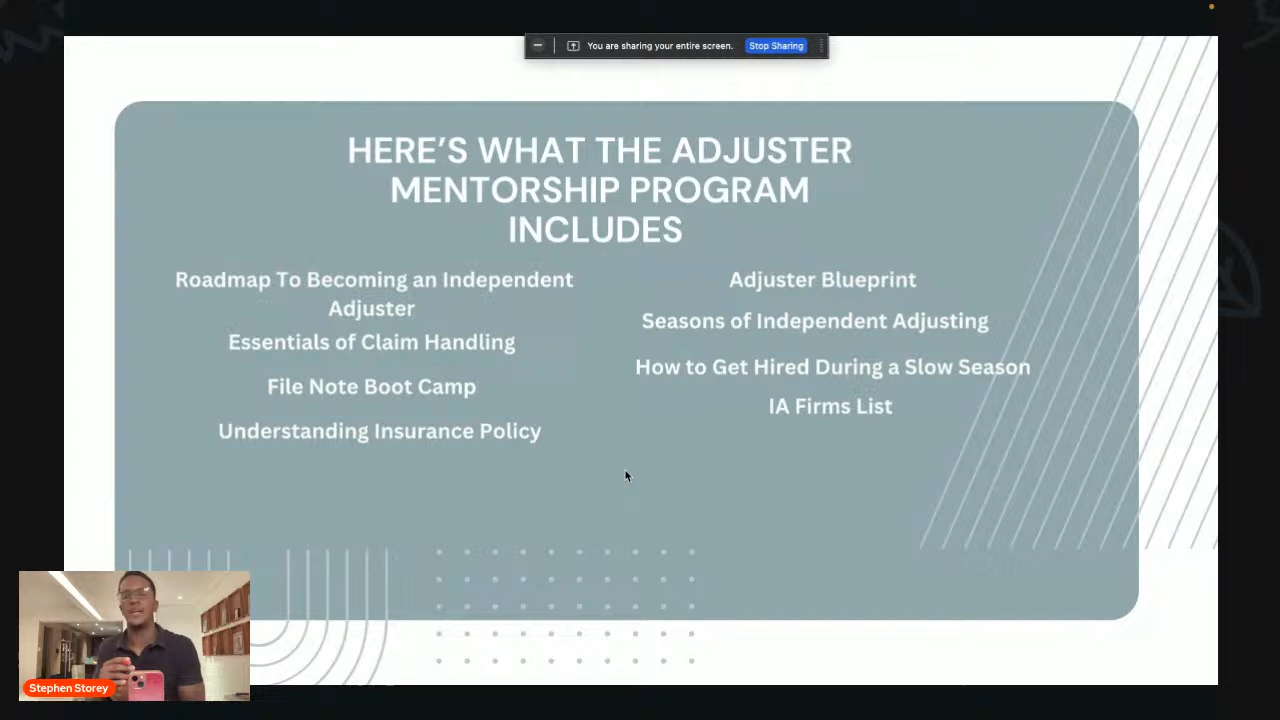 You are sharing your entire screen.
Stop Sharing
HERE'S WHAT THE ADJUSTER
MENTORSHIP PROGRAM
INCLUDES
Roadmap To Becoming an Independent
Adjuster
Essentials of Claim Handling
File Note Boot Camp
Understanding Insurance Policy
Adjuster Blueprint
Seasons of Independent Adjusting
How to Get Hired During a Slow Season
IA Firms List
Stephen Storey